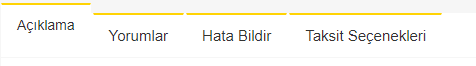 Açıklama
Yorumlar
Hata Bildir
Taksit Seçenekleri